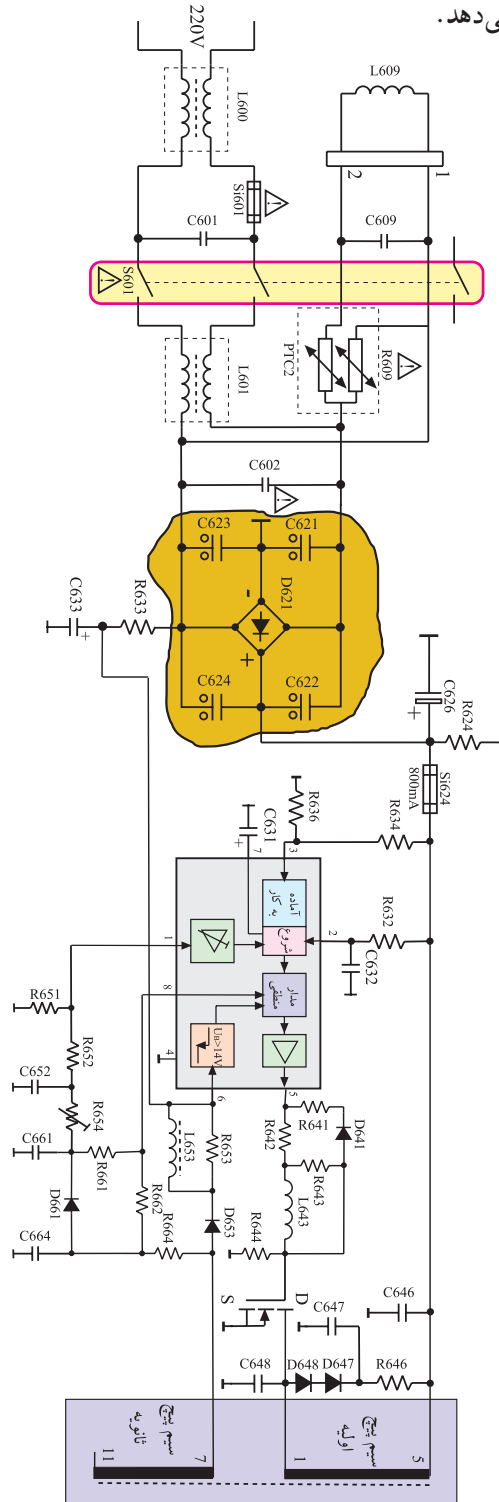 ی‌دهد.
220V
L600
L609
1
2
Si601
C601
C609
S601
L601
PTC2
R609
C602
C623
C621
D621
-
+
C624
C622
C633
+
R633
C626
+
R624
Si624
800mA
R636
C631
+
R634
R632
C632
7
3
2
آماده
به کار
شروع
1
8
مدار
منطقی
UB>14V
4
6
5
R651
R652
C652
R654
C661
R661
D661
R662
C664
R664
L653
R653
D653
R641
R642
D641
R643
L643
R644
S
D
C646
C647
C648
D648
D647
R646
سیم پیچ
ثانویه
11
7
سیم پیچ
اولیه
1
5